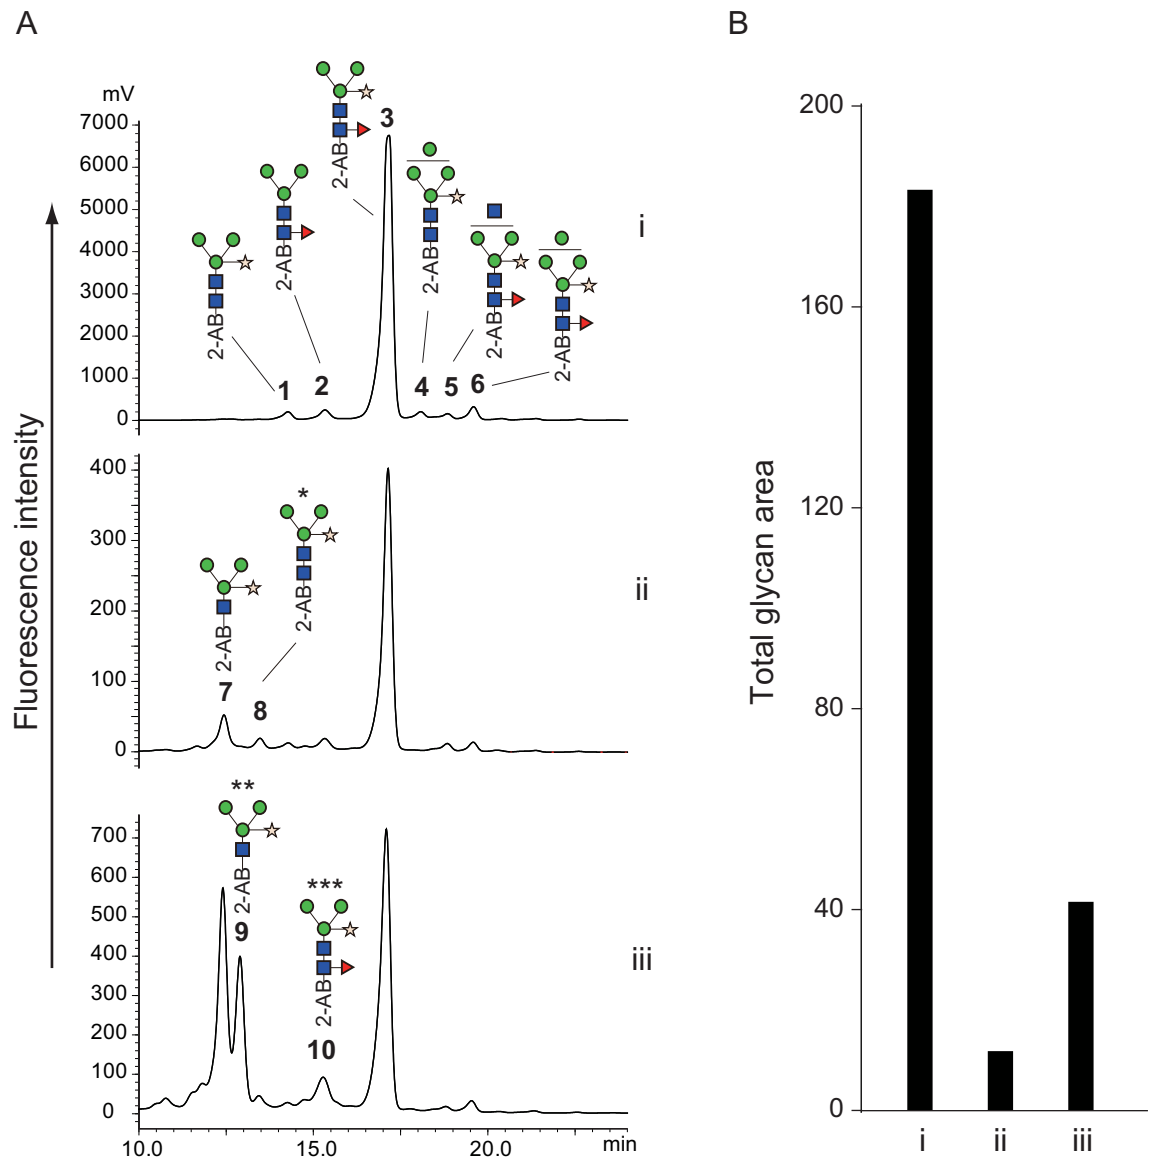 A
B
mV
7000
6000
5000
4000
3000
2000
1000
0
2-AB
2-AB
2-AB
2-AB
2-AB
2-AB
1
2
3
4
5
6
i
400
300
200
100
0
*
2-AB
2-AB
7
8
ii
700
600
500
400
300
200
100
0
**
2-AB
9
***
2-AB
10
iii
10.0
15.0
20.0
min
Fluorescence intensity
200
160
120
80
40
0
Total glycan area
i
ii
iii